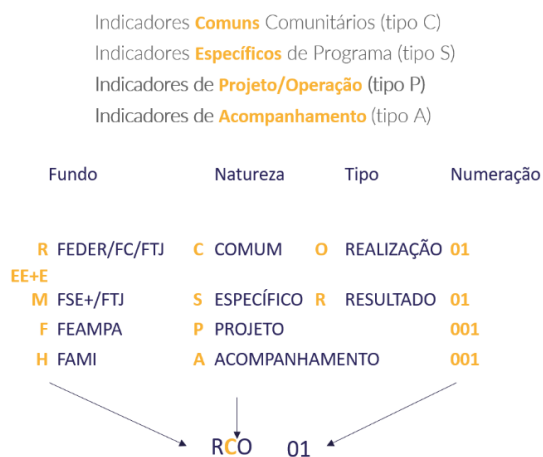 Indicadores Comuns Comunitários (tipo C)
Indicadores Específicos de Programa (tipo S)
Indicadores de Projeto/Operação (tipo P)
Indicadores de Acompanhamento (tipo A)
Fundo Natureza Tipo Numeração
R FEDER/FC/FTJ C COMUM O REALIZAÇÃO 01
EE+E
M FSE+/FTJ S ESPECÍFICO R RESULTADO 01
F FEAMPA P PROJETO 001
H FAMI A ACOMPANHAMENTO 001
RCO 01